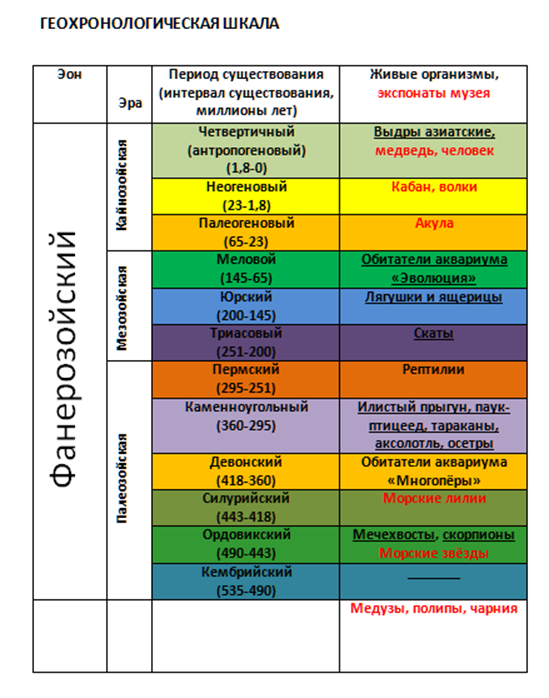 ГЕОХРОНОЛОГИЧЕСКАЯ ШКАЛА
Эон
Эра
Период существования
(интервал существования,
миллионы лет)
Живые организмы,
экспонаты музея
Фанерозойский
Кайнозойская
Четвертичный
(антропогеновый)
(1,8-0)
Выдры азиатские,
медведь, человек
Неогеновый
(23-1,8)
Кабан, волки
Палеогеновый
(65-23)
Акула
Мезозойская
Меловой
(145-65)
Обитатели аквариума
«Эволюция»
Юрский
(200-145)
Лягушки и ящерицы
Триасовый
(251-200)
Скаты
Палеозойская
Пермский
(295-251)
Рептилии
Каменноугольный
(360-295)
Илистый прыгун, паук-
птицеед, тараканы,
аксолотль, осетры
Девонский
(418-360)
Обитатели аквариума
«Многопёры»
Силурийский
(443-418)
Морские лилии
Ордовикский
(490-443)
Мечехвосты, скорпионы
Морские звёзды
Кембрийский
(535-490)
Медузы, полипы, чарния